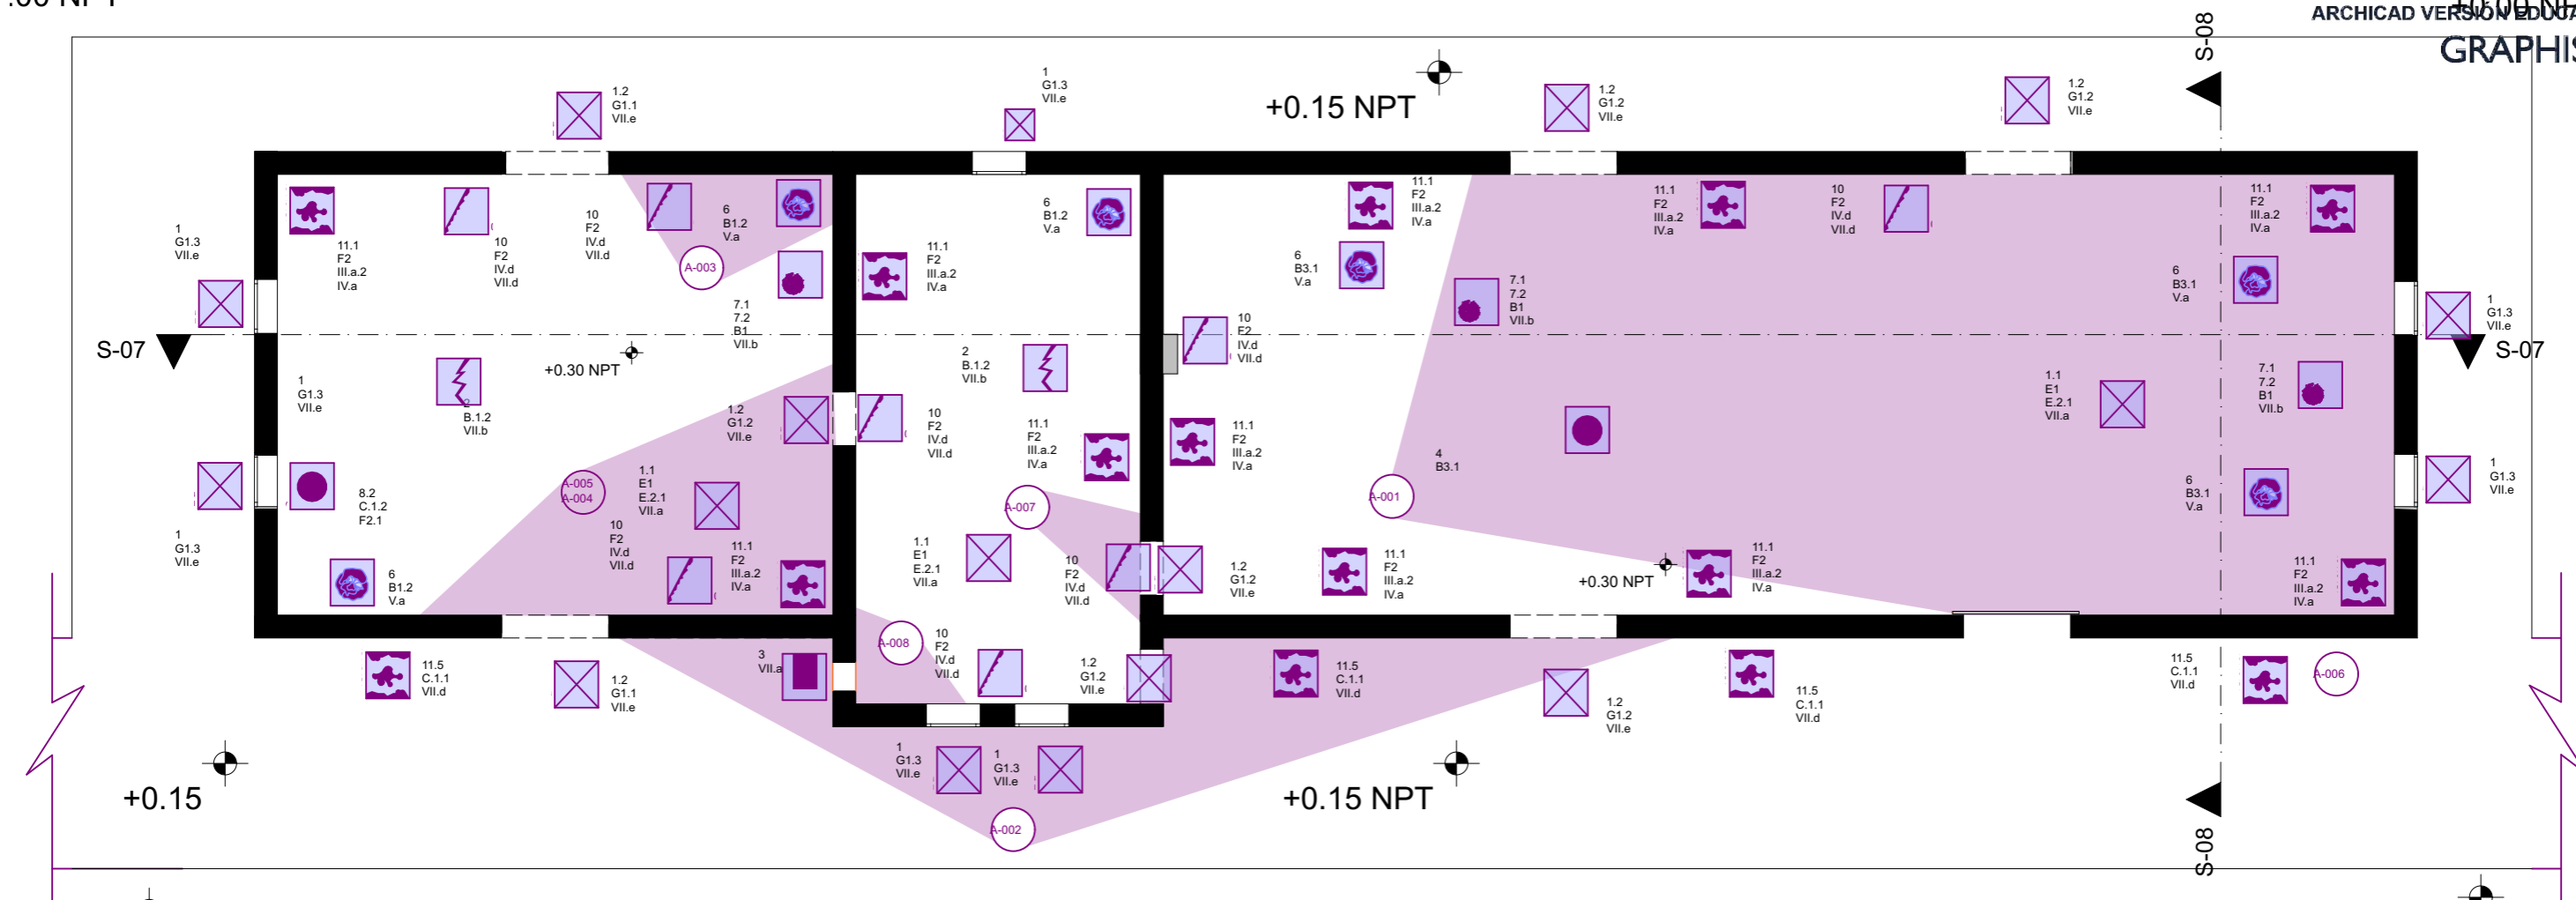 .00 NPT
+0.00 NPT
ARCHICAD VERSIÓN EDUCA
GRAPHIS
S-08
1.2
G1.1
VII.e
1
G1.3
VII.e
+0.15 NPT
1.2
G1.2
VII.e
1.2
G1.2
VII.e
1
G1.3
VII.e
11.1
F2
III.a.2
IV.a
10
F2
IV.d
VII.d
10
F2
IV.d
VII.d
6
B1.2
V.a
A-003
7.1
7.2
B1
VII.b
11.1
F2
III.a.2
IV.a
6
B1.2
V.a
11.1
F2
III.a.2
IV.a
6
B3.1
V.a
7.1
7.2
B1
VII.b
11.1
F2
III.a.2
IV.a
10
F2
IV.d
VII.d
11.1
F2
III.a.2
IV.a
6
B3.1
V.a
1
G1.3
VII.e
S-07
S-07
+0.30 NPT
10
F2
IV.d
VII.d
2
B.1.2
VII.b
1
G1.3
VII.e
2
B.1.2
VII.b
1.2
G1.2
VII.e
10
F2
IV.d
VII.d
11.1
F2
III.a.2
IV.a
11.1
F2
III.a.2
IV.a
4
B3.1
A-001
1.1
E1
E.2.1
VII.a
7.1
7.2
B1
VII.b
6
B3.1
V.a
1
G1.3
VII.e
8.2
C.1.2
F2.1
A-005
A-004
1.1
E1
E.2.1
VII.a
10
F2
IV.d
VII.d
11.1
F2
III.a.2
IV.a
1
G1.3
VII.e
6
B1.2
V.a
A-007
1.1
E1
E.2.1
VII.a
10
F2
IV.d
VII.d
1.2
G1.2
VII.e
11.1
F2
III.a.2
IV.a
+0.30 NPT
11.1
F2
III.a.2
IV.a
11.1
F2
III.a.2
IV.a
11.5
C.1.1
VII.d
1.2
G1.1
VII.e
3
VII.a
A-008
10
F2
IV.d
VII.d
1.2
G1.2
VII.e
11.5
C.1.1
VII.d
1.2
G1.2
VII.e
11.5
C.1.1
VII.d
11.5
C.1.1
VII.d
A-006
1
G1.3
VII.e
1
G1.3
VII.e
+0.15
A-002
+0.15 NPT
S-08